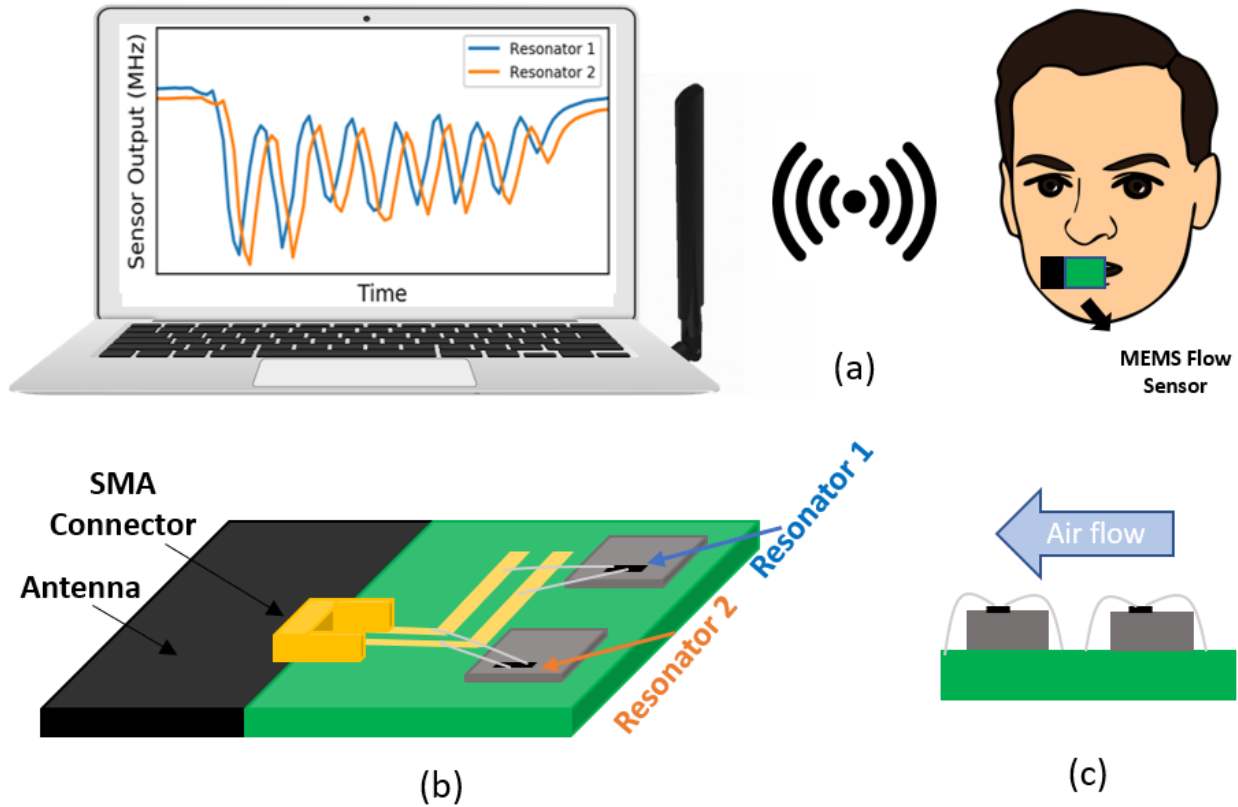 Sensor Output (MHz)
Resonator 1
Resonator 2
Time
(a)
MEMS Flow
Sensor
SMA
Connector
Antenna
Resonator 1
Resonator 2
(b)
Air flow
(c)